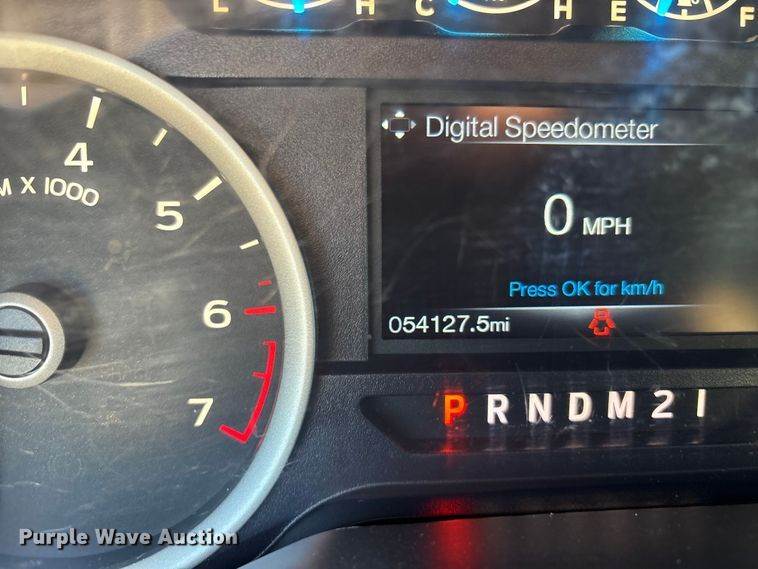 L H C H E F
Digital Speedometer
4
M X 1000
5
0 MPH
Press OK for km/h
6
054127.5mi
7
P R N D M 2 1
Purple Wave Auction